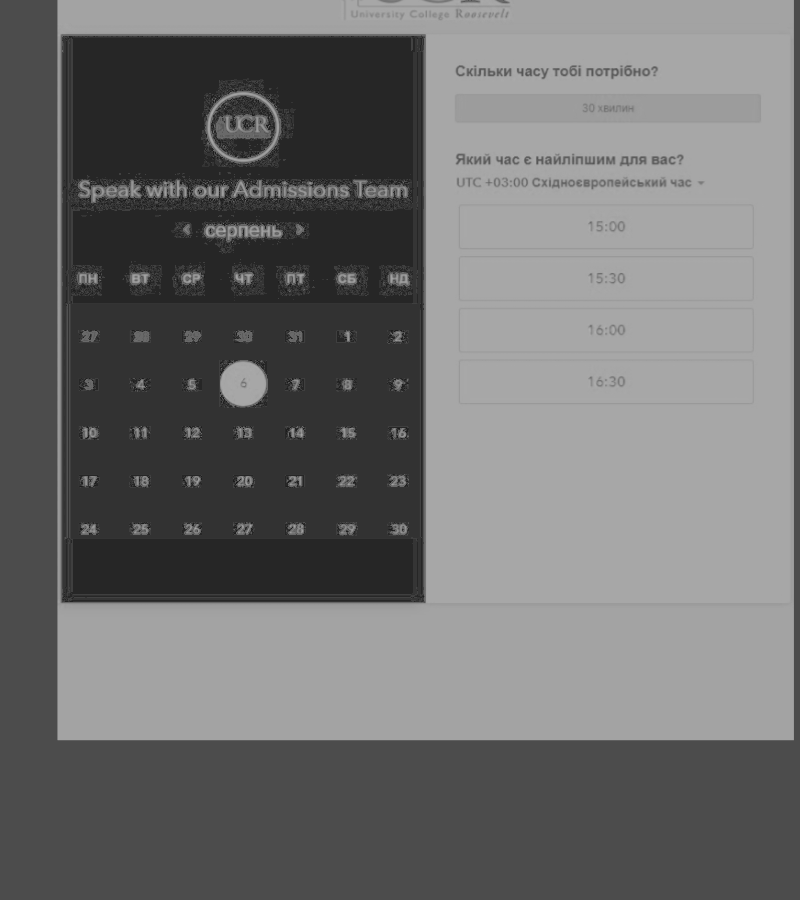 University College Roosevelt
UCR
Speak with our Admissions Team
серпень
ПН ВТ СР ЧТ ПТ СБ НД
27 28 29 30 31 1 2
3 4 5 6 7 8 9
10 11 12 13 14 15 16
17 18 19 20 21 22 23
24 25 26 27 28 29 30
Скільки часу тобі потрібно?
30 хвилин
Який час є найліпшим для вас?
UTC +03:00 Східноєвропейський час
15:00
15:30
16:00
16:30